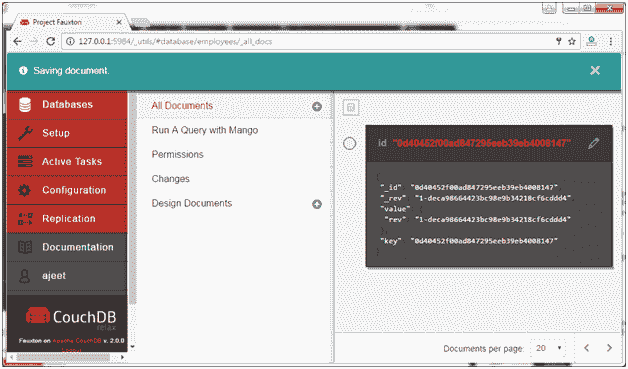 Project Fauxton
127.0.0.1:5984/_utils/#database/employees/_all_docs
Saving document.
Databases
Setup
Active Tasks
Configuration
Replication
Documentation
ajeet
CouchDB
relax
Fauxton on Apache CouchDB v. 2.0.0
All Documents
Run A Query with Mango
Permissions
Changes
Design Documents
id "0d40452f00ad847295eeb39eb4008147"
{
"_id" "0d40452f00ad847295eeb39eb4008147"
"_rev" "1-deca98664423bc98e9b34218cf6cddd4"
"value" {
"rev" "1-deca98664423bc98e9b34218cf6cddd4"
"key" "0d40452f00ad847295eeb39eb4008147"
Documents per page: 20